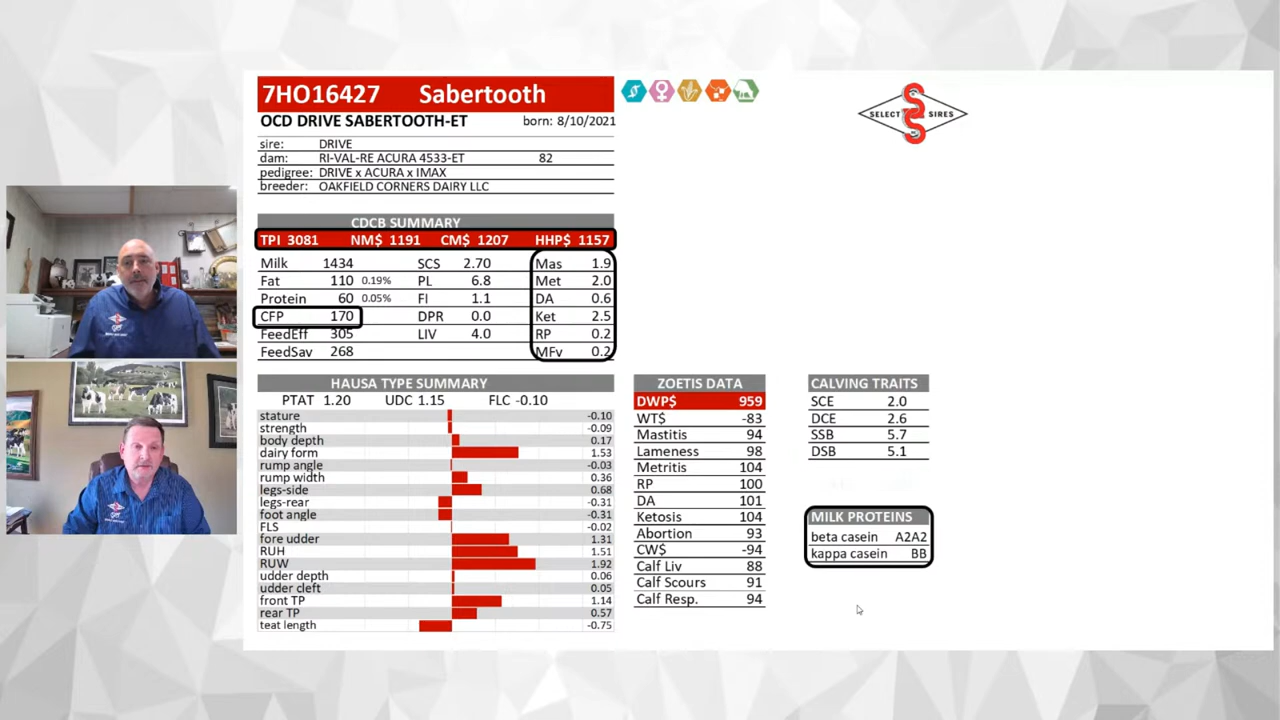 7HO16427 Sabertooth
OCD DRIVE SABERTOOTH-ET born: 8/10/2021
sire: DRIVE
dam: RI-VAL-RE ACURA 4533-ET 82
pedigree: DRIVE x ACURA x IMAX
breeder: OAKFIELD CORNERS DAIRY LLC
CDCB SUMMARY
TPI 3081 NM$ 1191 CM$ 1207 HHP$ 1157
Milk 1434 SCS 2.70 Mas 1.9
Fat 110 0.19% PL 6.8 Met 2.0
Protein 60 0.05% FI 1.1 DA 0.6
CFP 170 DPR 0.0 Ket 2.5
FeedEff 305 LIV 4.0 RP 0.2
FeedSav 268 MFv 0.2
HAUSA TYPE SUMMARY
PTAT 1.20 UDC 1.15 FLC -0.10
stature -0.10
strength -0.09
body depth 0.17
dairy form 1.53
rump angle -0.03
rump width 0.36
legs-side 0.68
legs-rear -0.31
foot angle -0.31
FLS -0.02
fore udder 1.31
RUH 1.51
RUW 1.92
udder depth 0.06
udder cleft 0.05
front TP 1.14
rear TP 0.57
teat length -0.75
ZOETIS DATA
DWP$ 959
WT$ -83
Mastitis 94
Lameness 98
Metritis 104
RP 100
DA 101
Ketosis 104
Abortion 93
CW$ -94
Calf Liv 88
Calf Scours 91
Calf Resp. 94
CALVING TRAITS
SCE 2.0
DCE 2.6
SSB 5.7
DSB 5.1
MILK PROTEINS
beta casein A2A2
kappa casein BB
SELECT SIRES